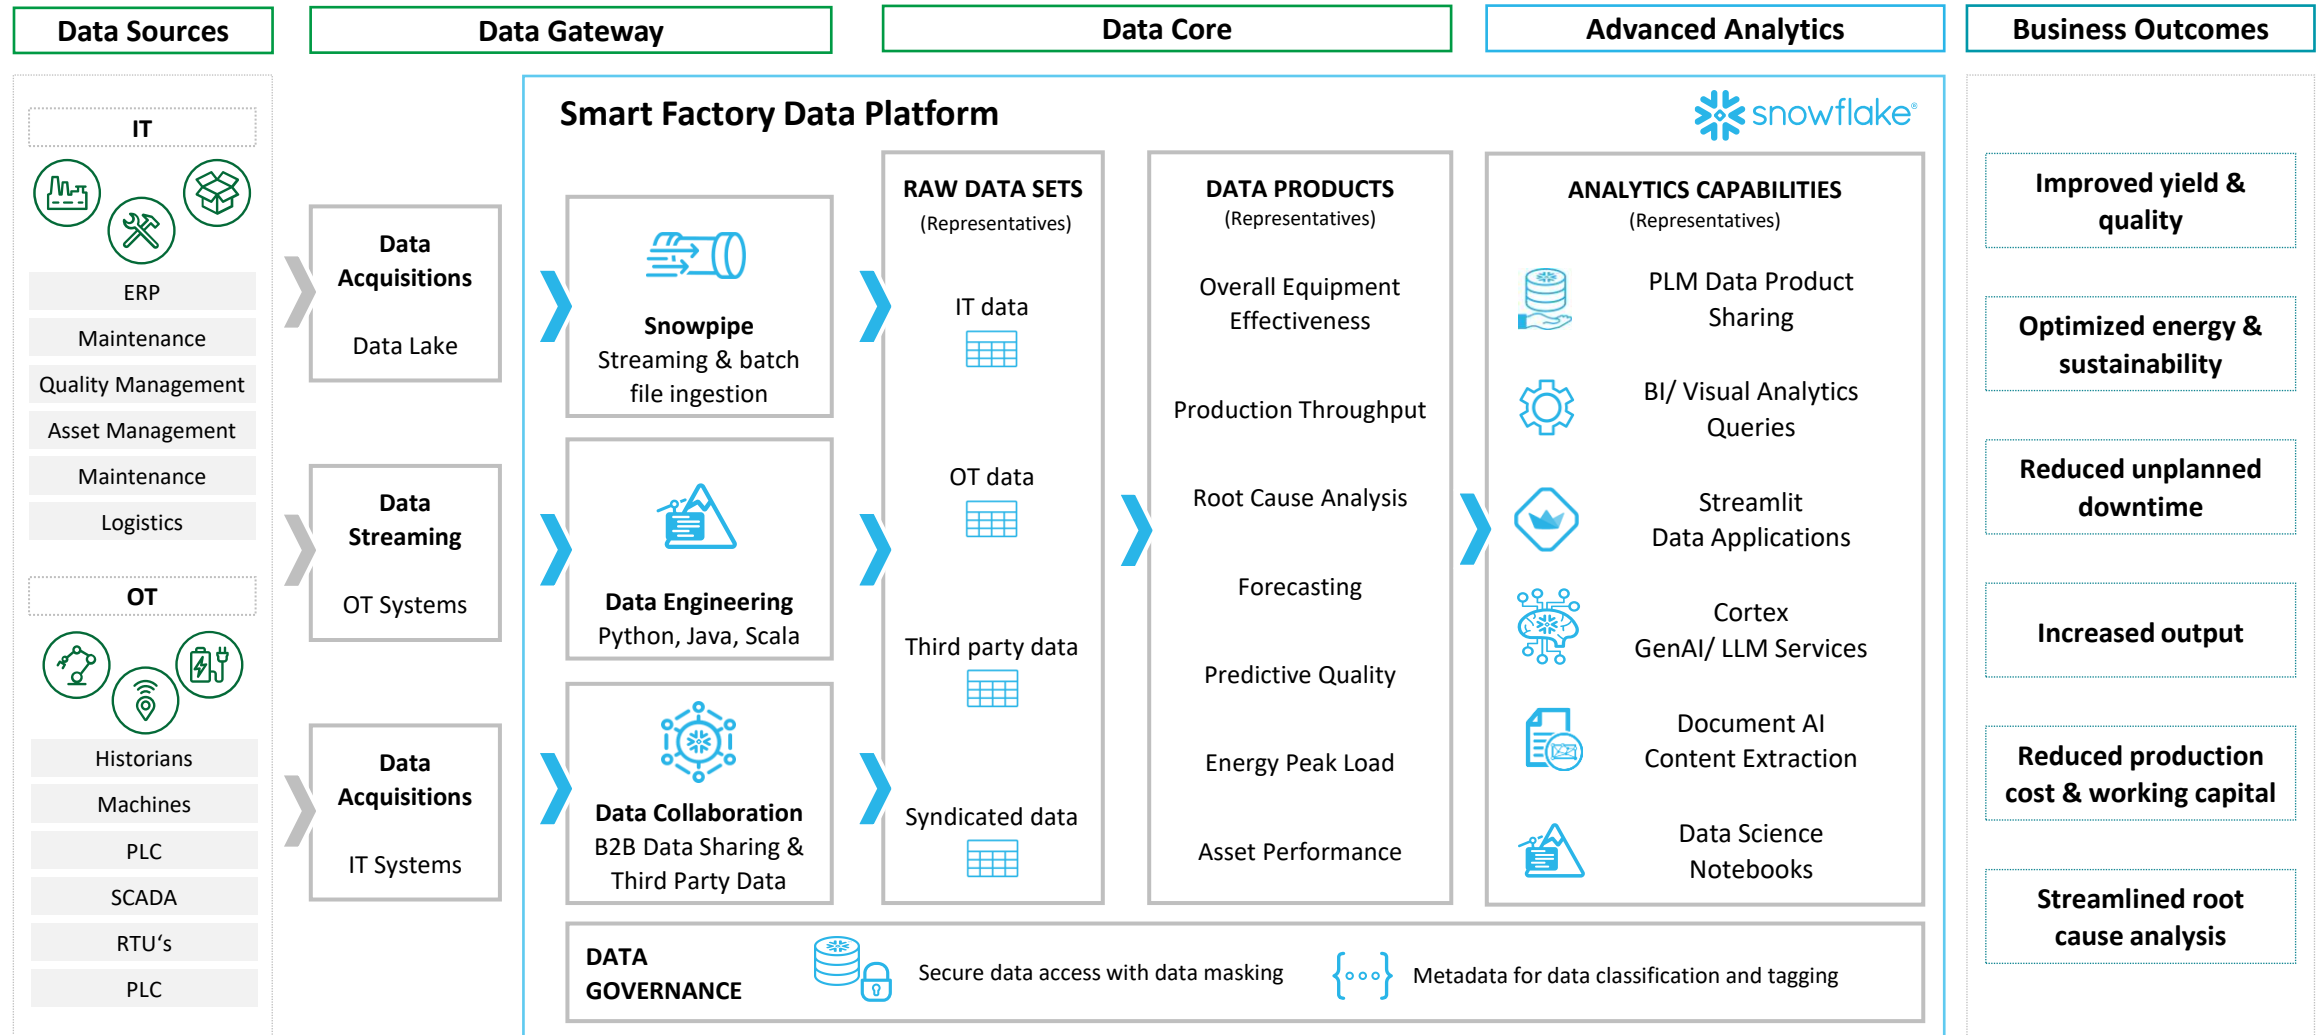 Data Sources
Data Gateway
Data Core
Advanced Analytics
Business Outcomes
IT
ERP
Maintenance
Quality Management
Asset Management
Maintenance
Logistics
OT
Historians
Machines
PLC
SCADA
RTU‘s
PLC
Data
Acquisitions
Data Lake
Data
Streaming
OT Systems
Data
Acquisitions
IT Systems
Smart Factory Data Platform
snowflake®
Snowpipe
Streaming & batch
file ingestion
Data Engineering
Python, Java, Scala
Data Collaboration
B2B Data Sharing &
Third Party Data
RAW DATA SETS
(Representatives)
IT data
OT data
Third party data
Syndicated data
DATA PRODUCTS
(Representatives)
Overall Equipment
Effectiveness
Production Throughput
Root Cause Analysis
Forecasting
Predictive Quality
Energy Peak Load
Asset Performance
ANALYTICS CAPABILITIES
(Representatives)
PLM Data Product
Sharing
BI/ Visual Analytics
Queries
Streamlit
Data Applications
Cortex
GenAI/ LLM Services
Document AI
Content Extraction
Data Science
Notebooks
DATA
GOVERNANCE
Secure data access with data masking
Metadata for data classification and tagging
Improved yield &
quality
Optimized energy &
sustainability
Reduced unplanned
downtime
Increased output
Reduced production
cost & working capital
Streamlined root
cause analysis